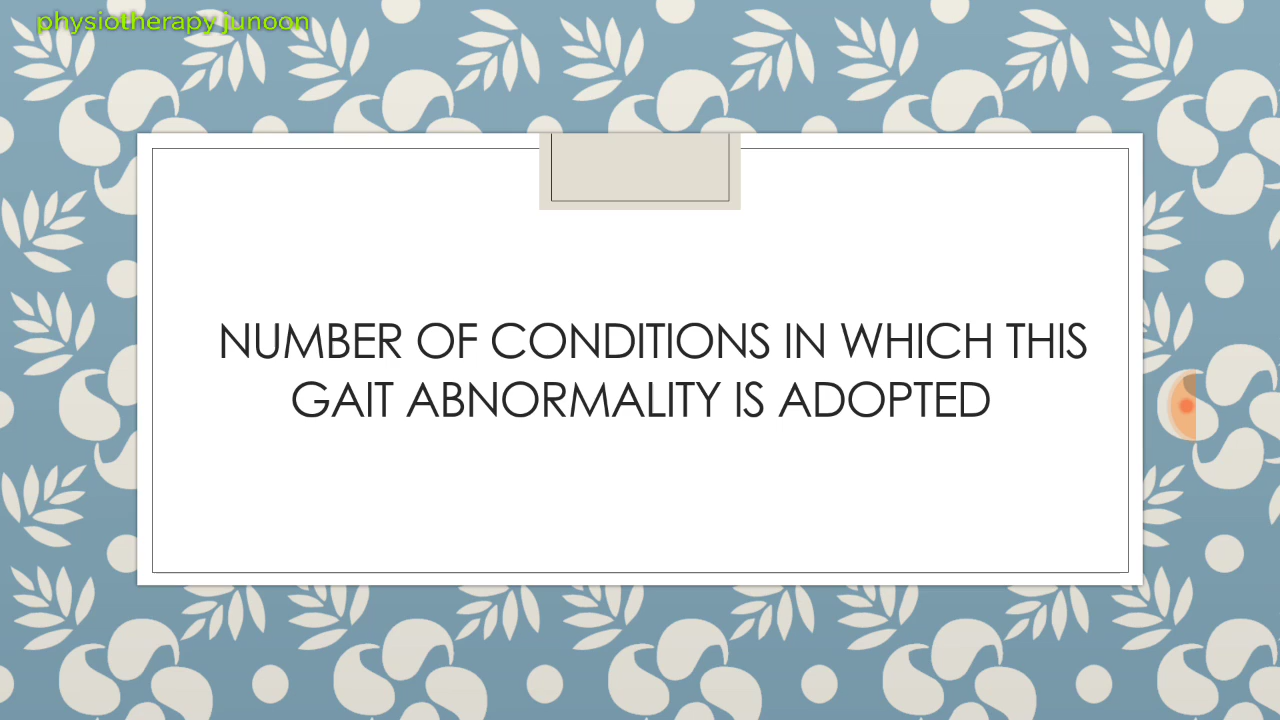 physiotherapy junoon
NUMBER OF CONDITIONS IN WHICH THIS
GAIT ABNORMALITY IS ADOPTED